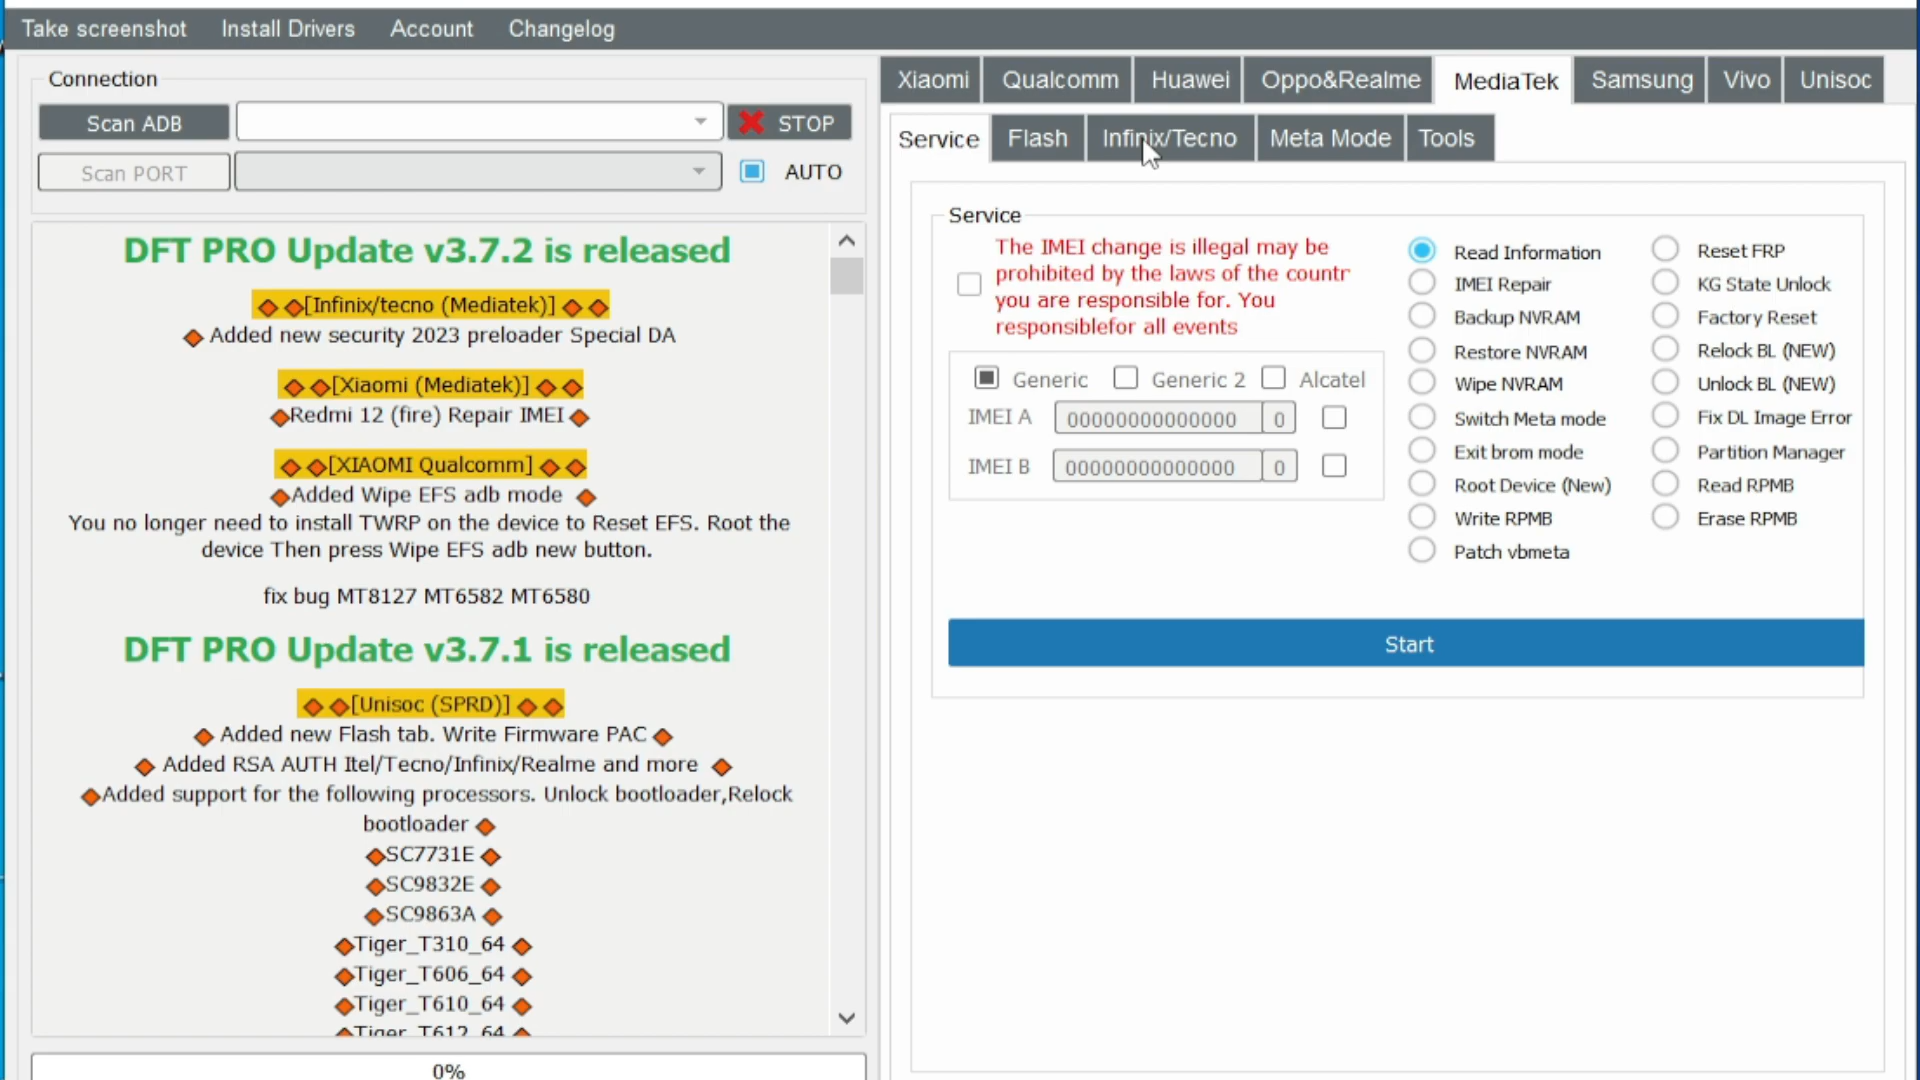 Take screenshot Install Drivers Account Changelog
Connection
Scan ADB STOP
Scan PORT AUTO
DFT PRO Update v3.7.2 is released
[Infinix/tecno (Mediatek)]
Added new security 2023 preloader Special DA
[Xiaomi (Mediatek)]
Redmi 12 (fire) Repair IMEI
[XIAOMI Qualcomm]
Added Wipe EFS adb mode
You no longer need to install TWRP on the device to Reset EFS. Root the
device Then press Wipe EFS adb new button.
fix bug MT8127 MT6582 MT6580
DFT PRO Update v3.7.1 is released
[Unisoc (SPRD)]
Added new Flash tab. Write Firmware PAC
Added RSA AUTH Itel/Tecno/Infinix/Realme and more
Added support for the following processors. Unlock bootloader,Relock
bootloader
SC7731E
SC9832E
SC9863A
Tiger_T310_64
Tiger_T606_64
Tiger_T610_64
Tiger_T612_64
0%
Xiaomi Qualcomm Huawei Oppo&Realme MediaTek Samsung Vivo Unisoc
Service Flash Infinix/Tecno Meta Mode Tools
Service
The IMEI change is illegal may be
prohibited by the laws of the countr
you are responsible for. You
responsiblefor all events
Generic Generic 2 Alcatel
IMEI A 00000000000000 0
IMEI B 00000000000000 0
Read Information
IMEI Repair
Backup NVRAM
Restore NVRAM
Wipe NVRAM
Switch Meta mode
Exit brom mode
Root Device (New)
Write RPMB
Patch vbmeta
Reset FRP
KG State Unlock
Factory Reset
Relock BL (NEW)
Unlock BL (NEW)
Fix DL Image Error
Partition Manager
Read RPMB
Erase RPMB
Start